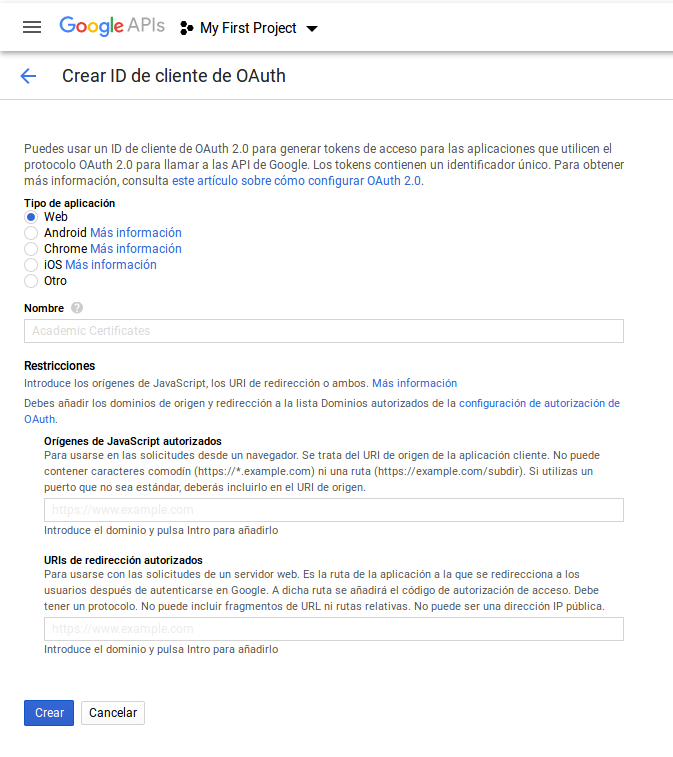 Google APIs My First Project
Crear ID de cliente de OAuth
Puedes usar un ID de cliente de OAuth 2.0 para generar tokens de acceso para las aplicaciones que utilicen el
protocolo OAuth 2.0 para llamar a las API de Google. Los tokens contienen un identificador único. Para obtener
más información, consulta este artículo sobre cómo configurar OAuth 2.0.
Tipo de aplicación
Web
Android Más información
Chrome Más información
iOS Más información
Otro
Nombre ?
Academic Certificates
Restricciones
Introduce los orígenes de JavaScript, los URI de redirección o ambos. Más información
Debes añadir los dominios de origen y redirección a la lista Dominios autorizados de la configuración de autorización de
OAuth.
Orígenes de JavaScript autorizados
Para usarse en las solicitudes desde un navegador. Se trata del URI de origen de la aplicación cliente. No puede
contener caracteres comodín (https://*.example.com) ni una ruta (https://example.com/subdir). Si utilizas un
puerto que no sea estándar, deberás incluirlo en el URI de origen.
https://www.example.com
Introduce el dominio y pulsa Intro para añadirlo
URIs de redirección autorizados
Para usarse con las solicitudes de un servidor web. Es la ruta de la aplicación a la que se redirecciona a los
usuarios después de autenticarse en Google. A dicha ruta se añadirá el código de autorización de acceso. Debe
tener un protocolo. No puede incluir fragmentos de URL ni rutas relativas. No puede ser una dirección IP pública.
https://www.example.com
Introduce el dominio y pulsa Intro para añadirlo
Crear Cancelar